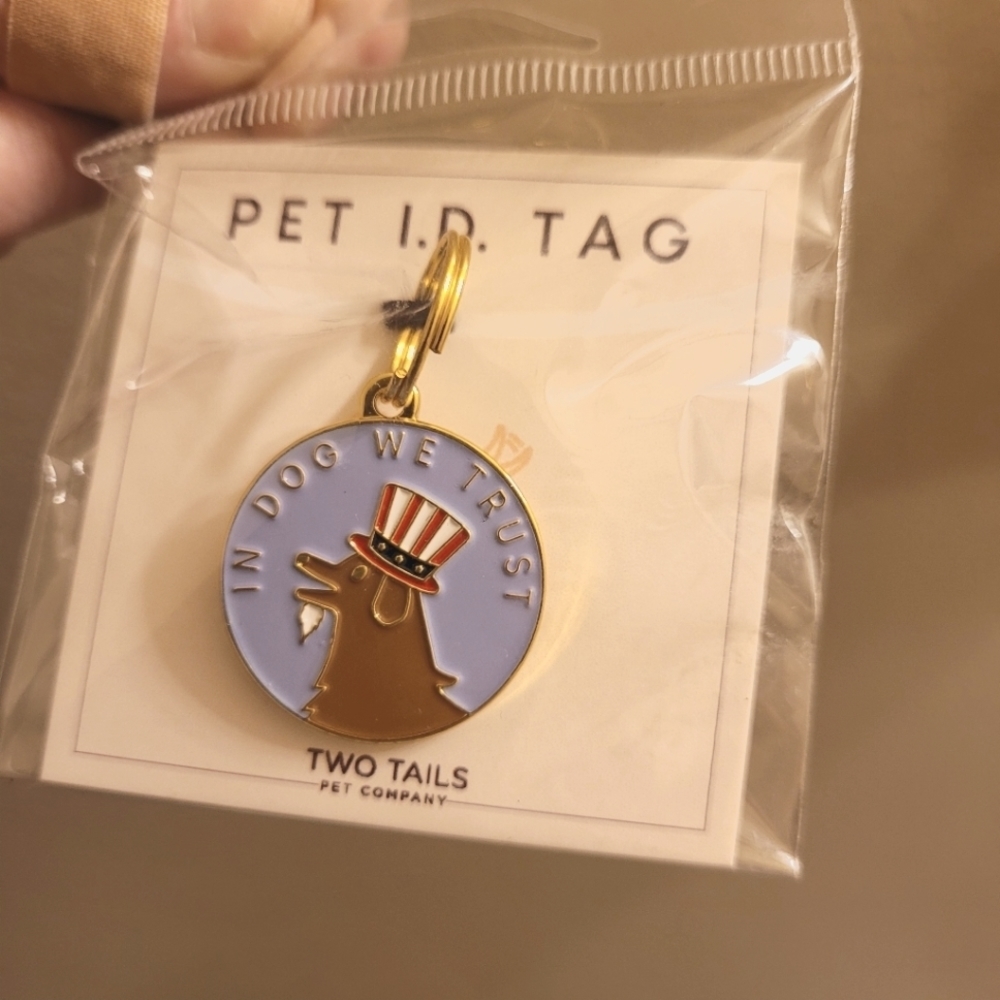 PET I.D. TAG
IN DOG WE TRUST
TWO TAILS
PET COMPANY